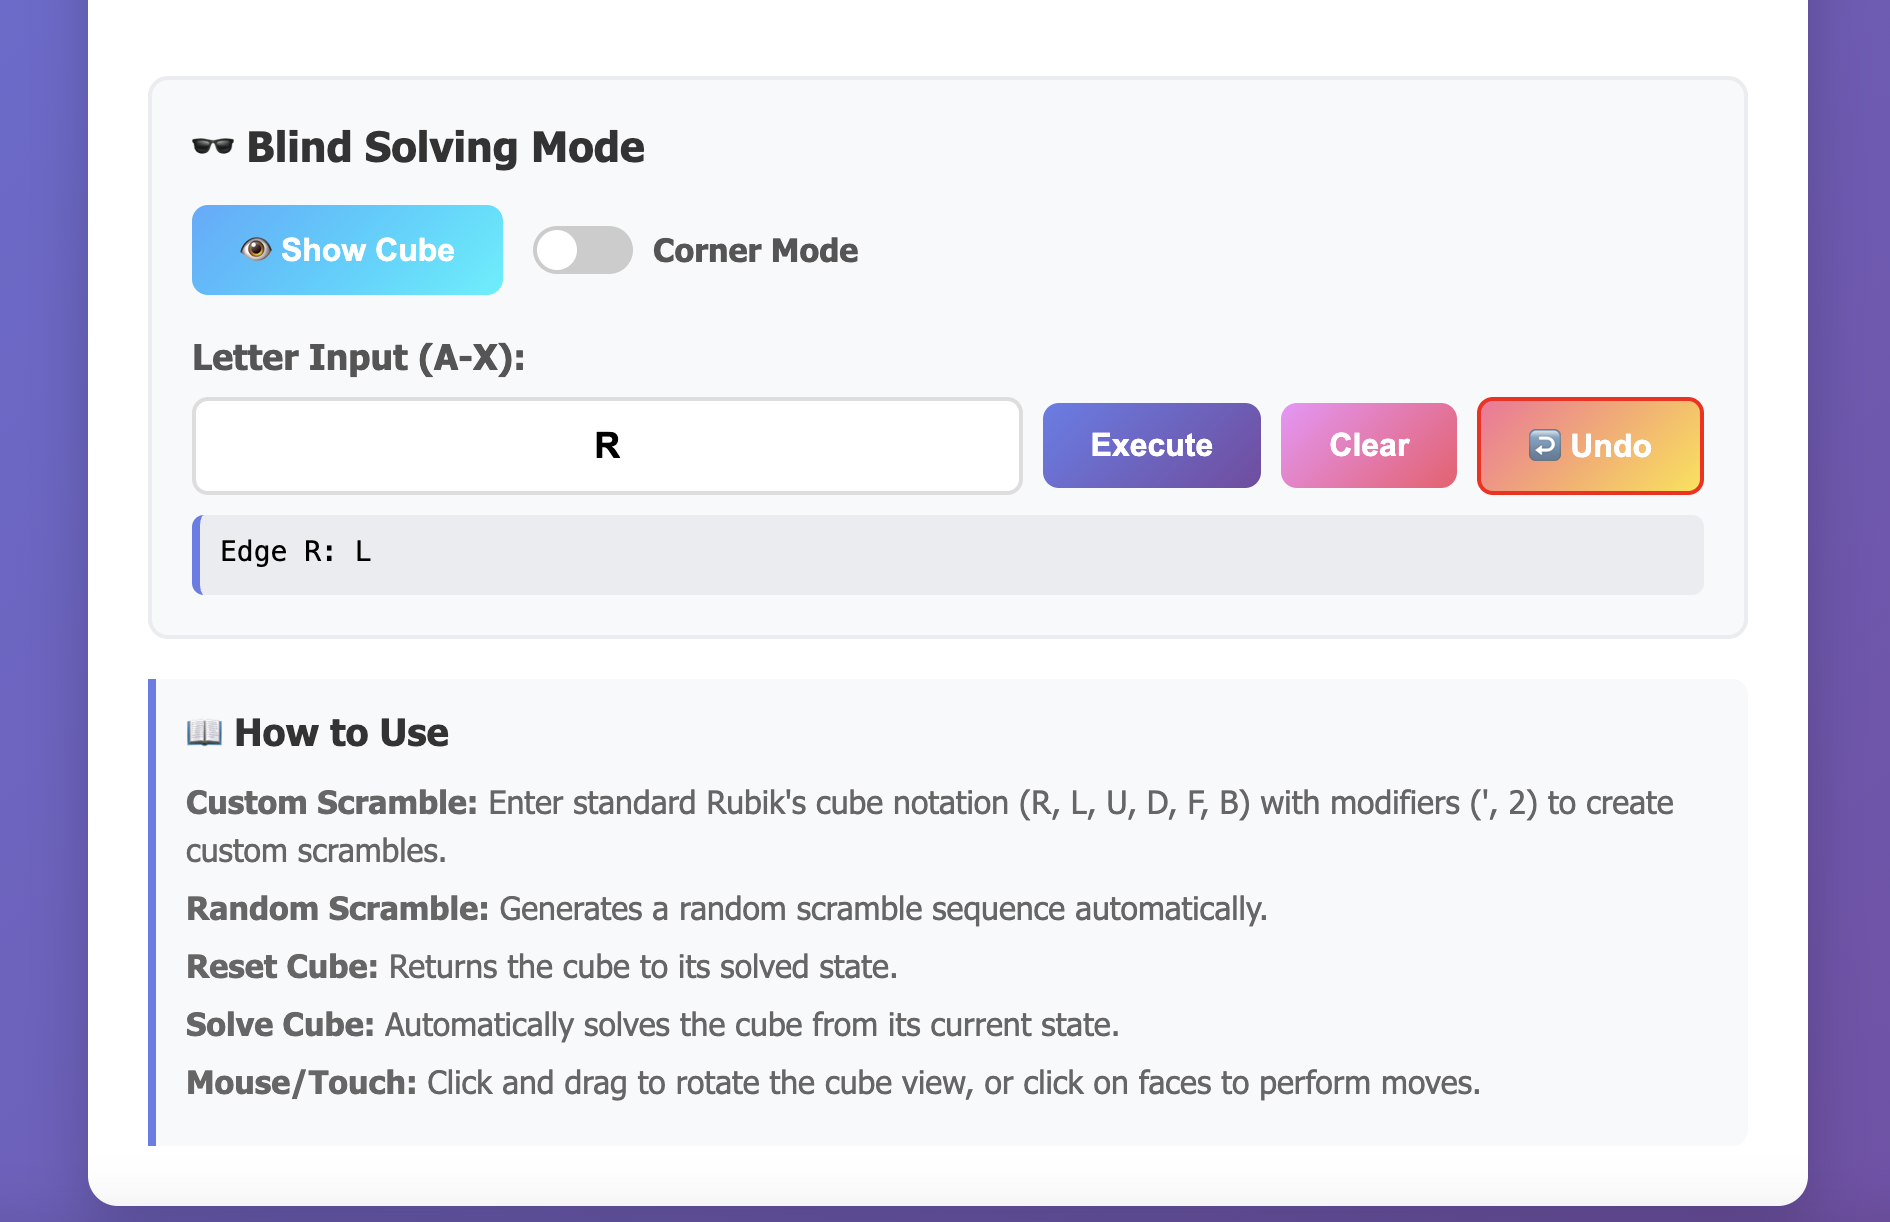 🕶️ Blind Solving Mode
👁️ Show Cube
Corner Mode
Letter Input (A-X):
R
Execute
Clear
↩️ Undo
Edge R: L
📖 How to Use
Custom Scramble: Enter standard Rubik's cube notation (R, L, U, D, F, B) with modifiers (', 2) to create
custom scrambles.
Random Scramble: Generates a random scramble sequence automatically.
Reset Cube: Returns the cube to its solved state.
Solve Cube: Automatically solves the cube from its current state.
Mouse/Touch: Click and drag to rotate the cube view, or click on faces to perform moves.